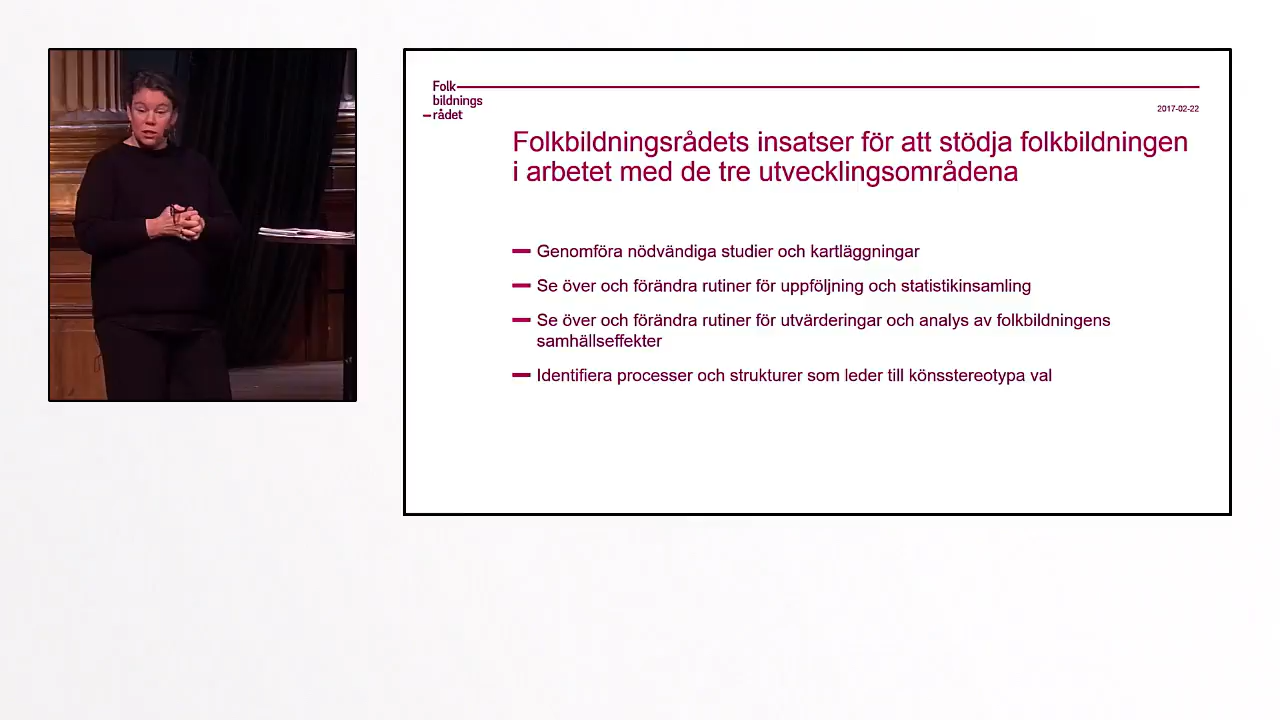 Folk
bildnings
rådet
2017-02-22
Folkbildningsrådets insatser för att stödja folkbildningen
i arbetet med de tre utvecklingsområdena
Genomföra nödvändiga studier och kartläggningar
Se över och förändra rutiner för uppföljning och statistikinsamling
Se över och förändra rutiner för utvärderingar och analys av folkbildningens
samhällseffekter
Identifiera processer och strukturer som leder till könsstereotypa val